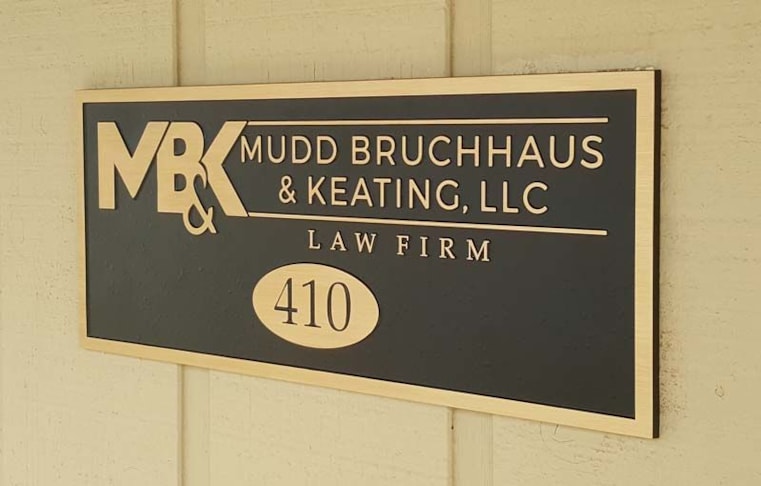 MB&K
MUDD BRUCHHAUS
& KEATING, LLC
LAW FIRM
410